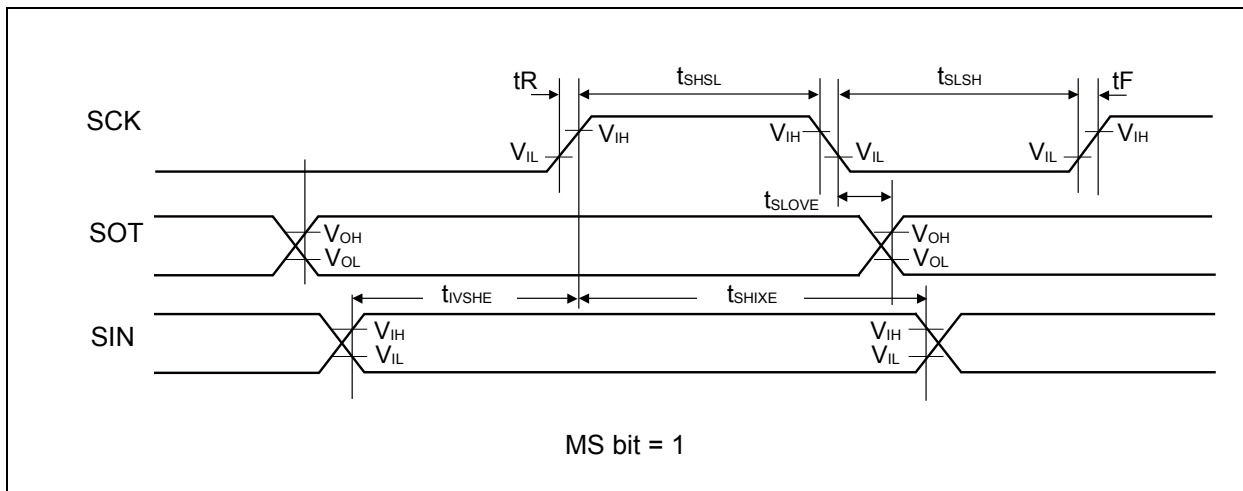 tR tSHSL tSLSH tF
SCK
VIH VIH VIH
VIL VIL VIL
tSLOVE
SOT
VOH VOH
VOL VOL
tIVSHE tSHIXE
SIN
VIH VIH
VIL VIL
MS bit = 1